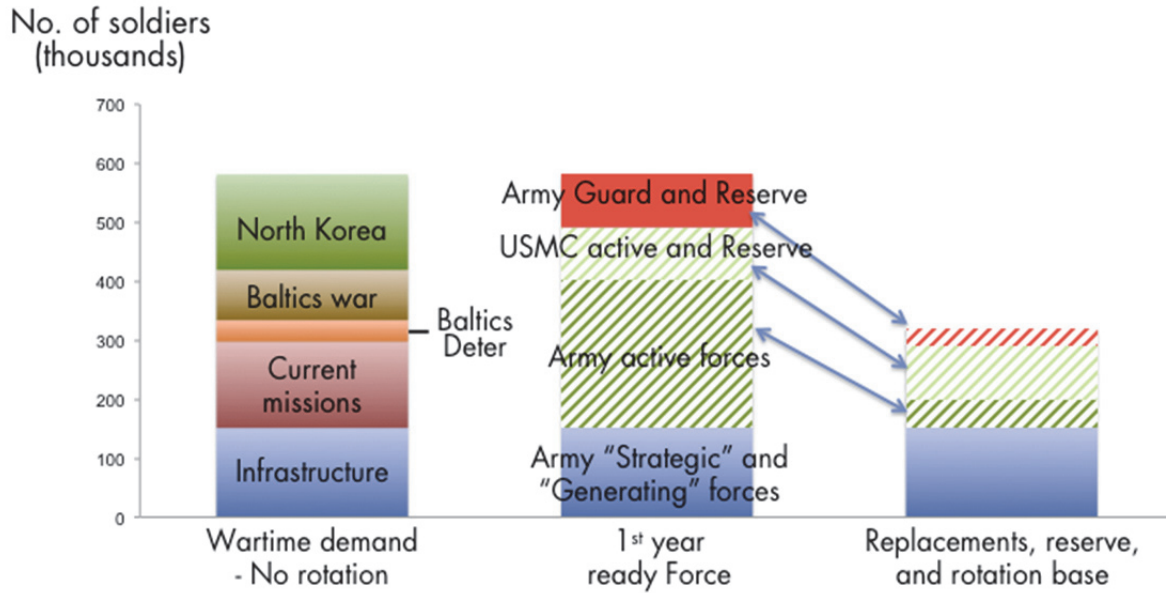 No. of soldiers
(thousands)
700
600
500
400
300
200
100
0
North Korea
Baltics war
Baltics
Deter
Current
missions
Infrastructure
Army Guard and Reserve
USMC active and Reserve
Army active forces
Army "Strategic" and
"Generating" forces
Wartime demand
- No rotation
1st year
ready Force
Replacements, reserve,
and rotation base